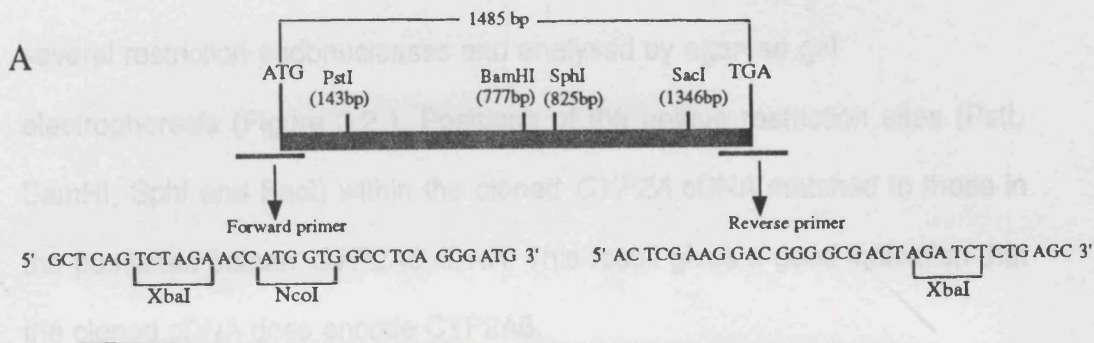 1485 bp
several restriction endonucleases and analysed by agarose gel
A
ATG PstI BamHI SphI SacI TGA
(143bp) (777bp) (825bp) (1346bp)
electrophoresis (Figure Positions of the unique restriction sites (PstI,
BamHI, SphI and SacI) within the cloned CYP2A cDNA matched to those in
Forward primer Reverse primer
5' GCT CAG TCT AGA ACC ATG GTG GCC TCA GGG ATG 3' 5' ACT CGA AGG AC GGG GCG ACT AGA TCT CTG AGC 3'
XbaI NcoI XbaI
the cloned cDNA does encode CYP2A6.